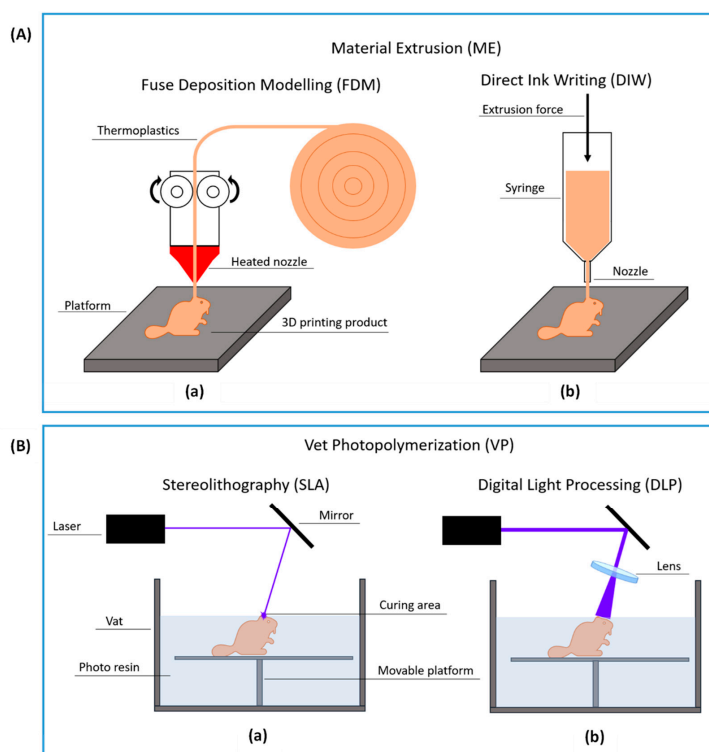 (A)
Material Extrusion (ME)
Fuse Deposition Modelling (FDM)
Direct Ink Writing (DIW)
Thermoplastics
Extrusion force
Syringe
Heated nozzle
Nozzle
Platform
3D printing product
(a)
(b)
(B)
Vet Photopolymerization (VP)
Stereolithography (SLA)
Digital Light Processing (DLP)
Mirror
Laser
Lens
Curing area
Vat
Photo resin
Movable platform
(a)
(b)